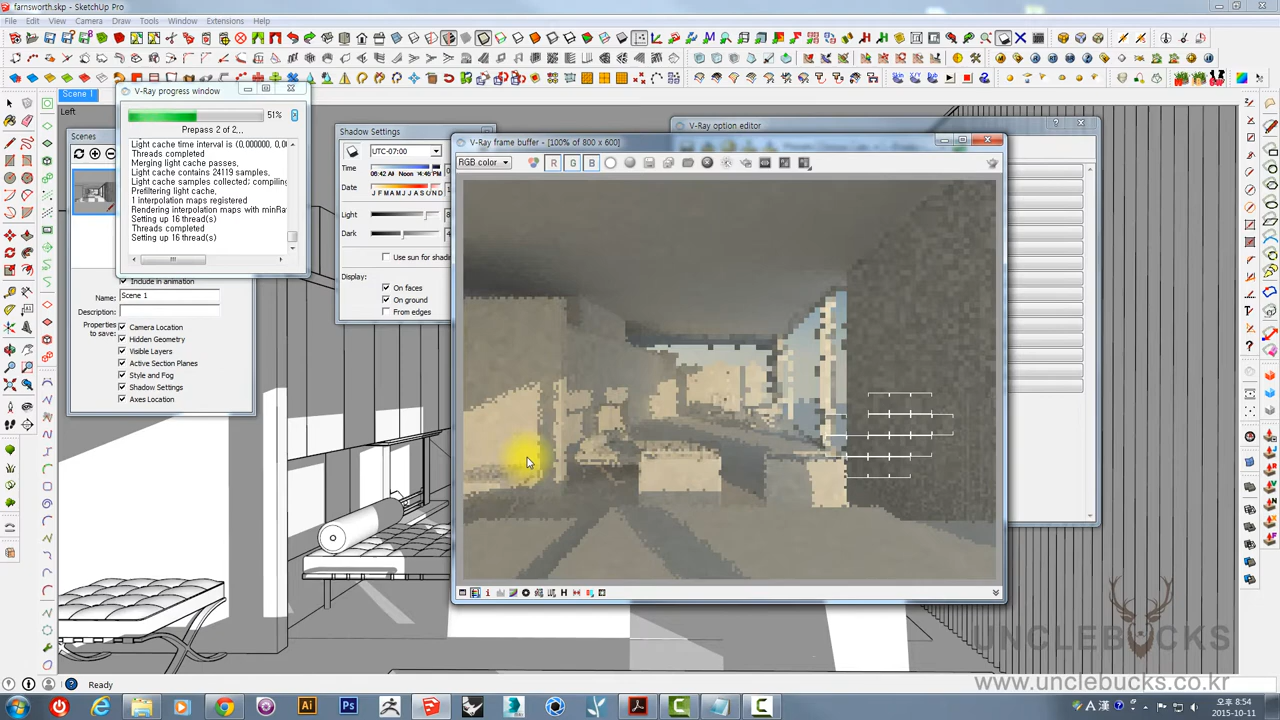 farnsworth.skp - SketchUp Pro
File Edit View Camera Draw Tools Window Extensions Help
Scene 1
Left
V-Ray progress window
51%
Prepass 2 of 2...
Light cache time interval is (0,000000, 0,00
Threads completed
Merging light cache passes,
Light cache contains 24119 samples,
Light cache samples collected; compiling
Prefiltering light cache,
1 interpolation maps registered
Rendering interpolation maps with minRa
Setting up 16 thread(s)
Threads completed
Setting up 16 thread(s)
Scenes
Include in animation
Name: Scene 1
Description:
Properties
to save:
Camera Location
Hidden Geometry
Visible Layers
Active Section Planes
Style and Fog
Shadow Settings
Axes Location
Shadow Settings
UTC-07:00
Time
06:42 AM Noon 04:46 PM
Date
J F M A M J J A S O N D
Light
Dark
Use sun for shadi
Display:
On faces
On ground
From edges
V-Ray option editor
V-Ray frame buffer - [100% of 800 x 600]
RGB color
R G B
Ready
UNCLEBUCKS
www.unclebucks.co.kr
Ai
Ps
A 漢
오후 8:54
2015-10-11